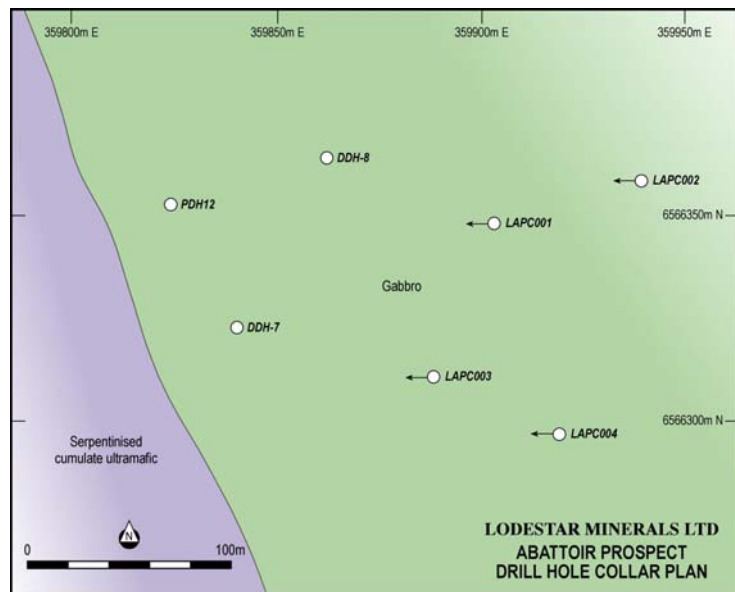 359800m E
359850m E
359900m E
359950m E
DDH-8
LAPC002
PDH12
6566350m N
LAPC001
Gabbro
DDH-7
LAPC003
6566300m N
LAPC004
Serpentinised
cumulate ultramafic
N
0
100m
LODESTAR MINERALS LTD
ABATTOIR PROSPECT
DRILL HOLE COLLAR PLAN